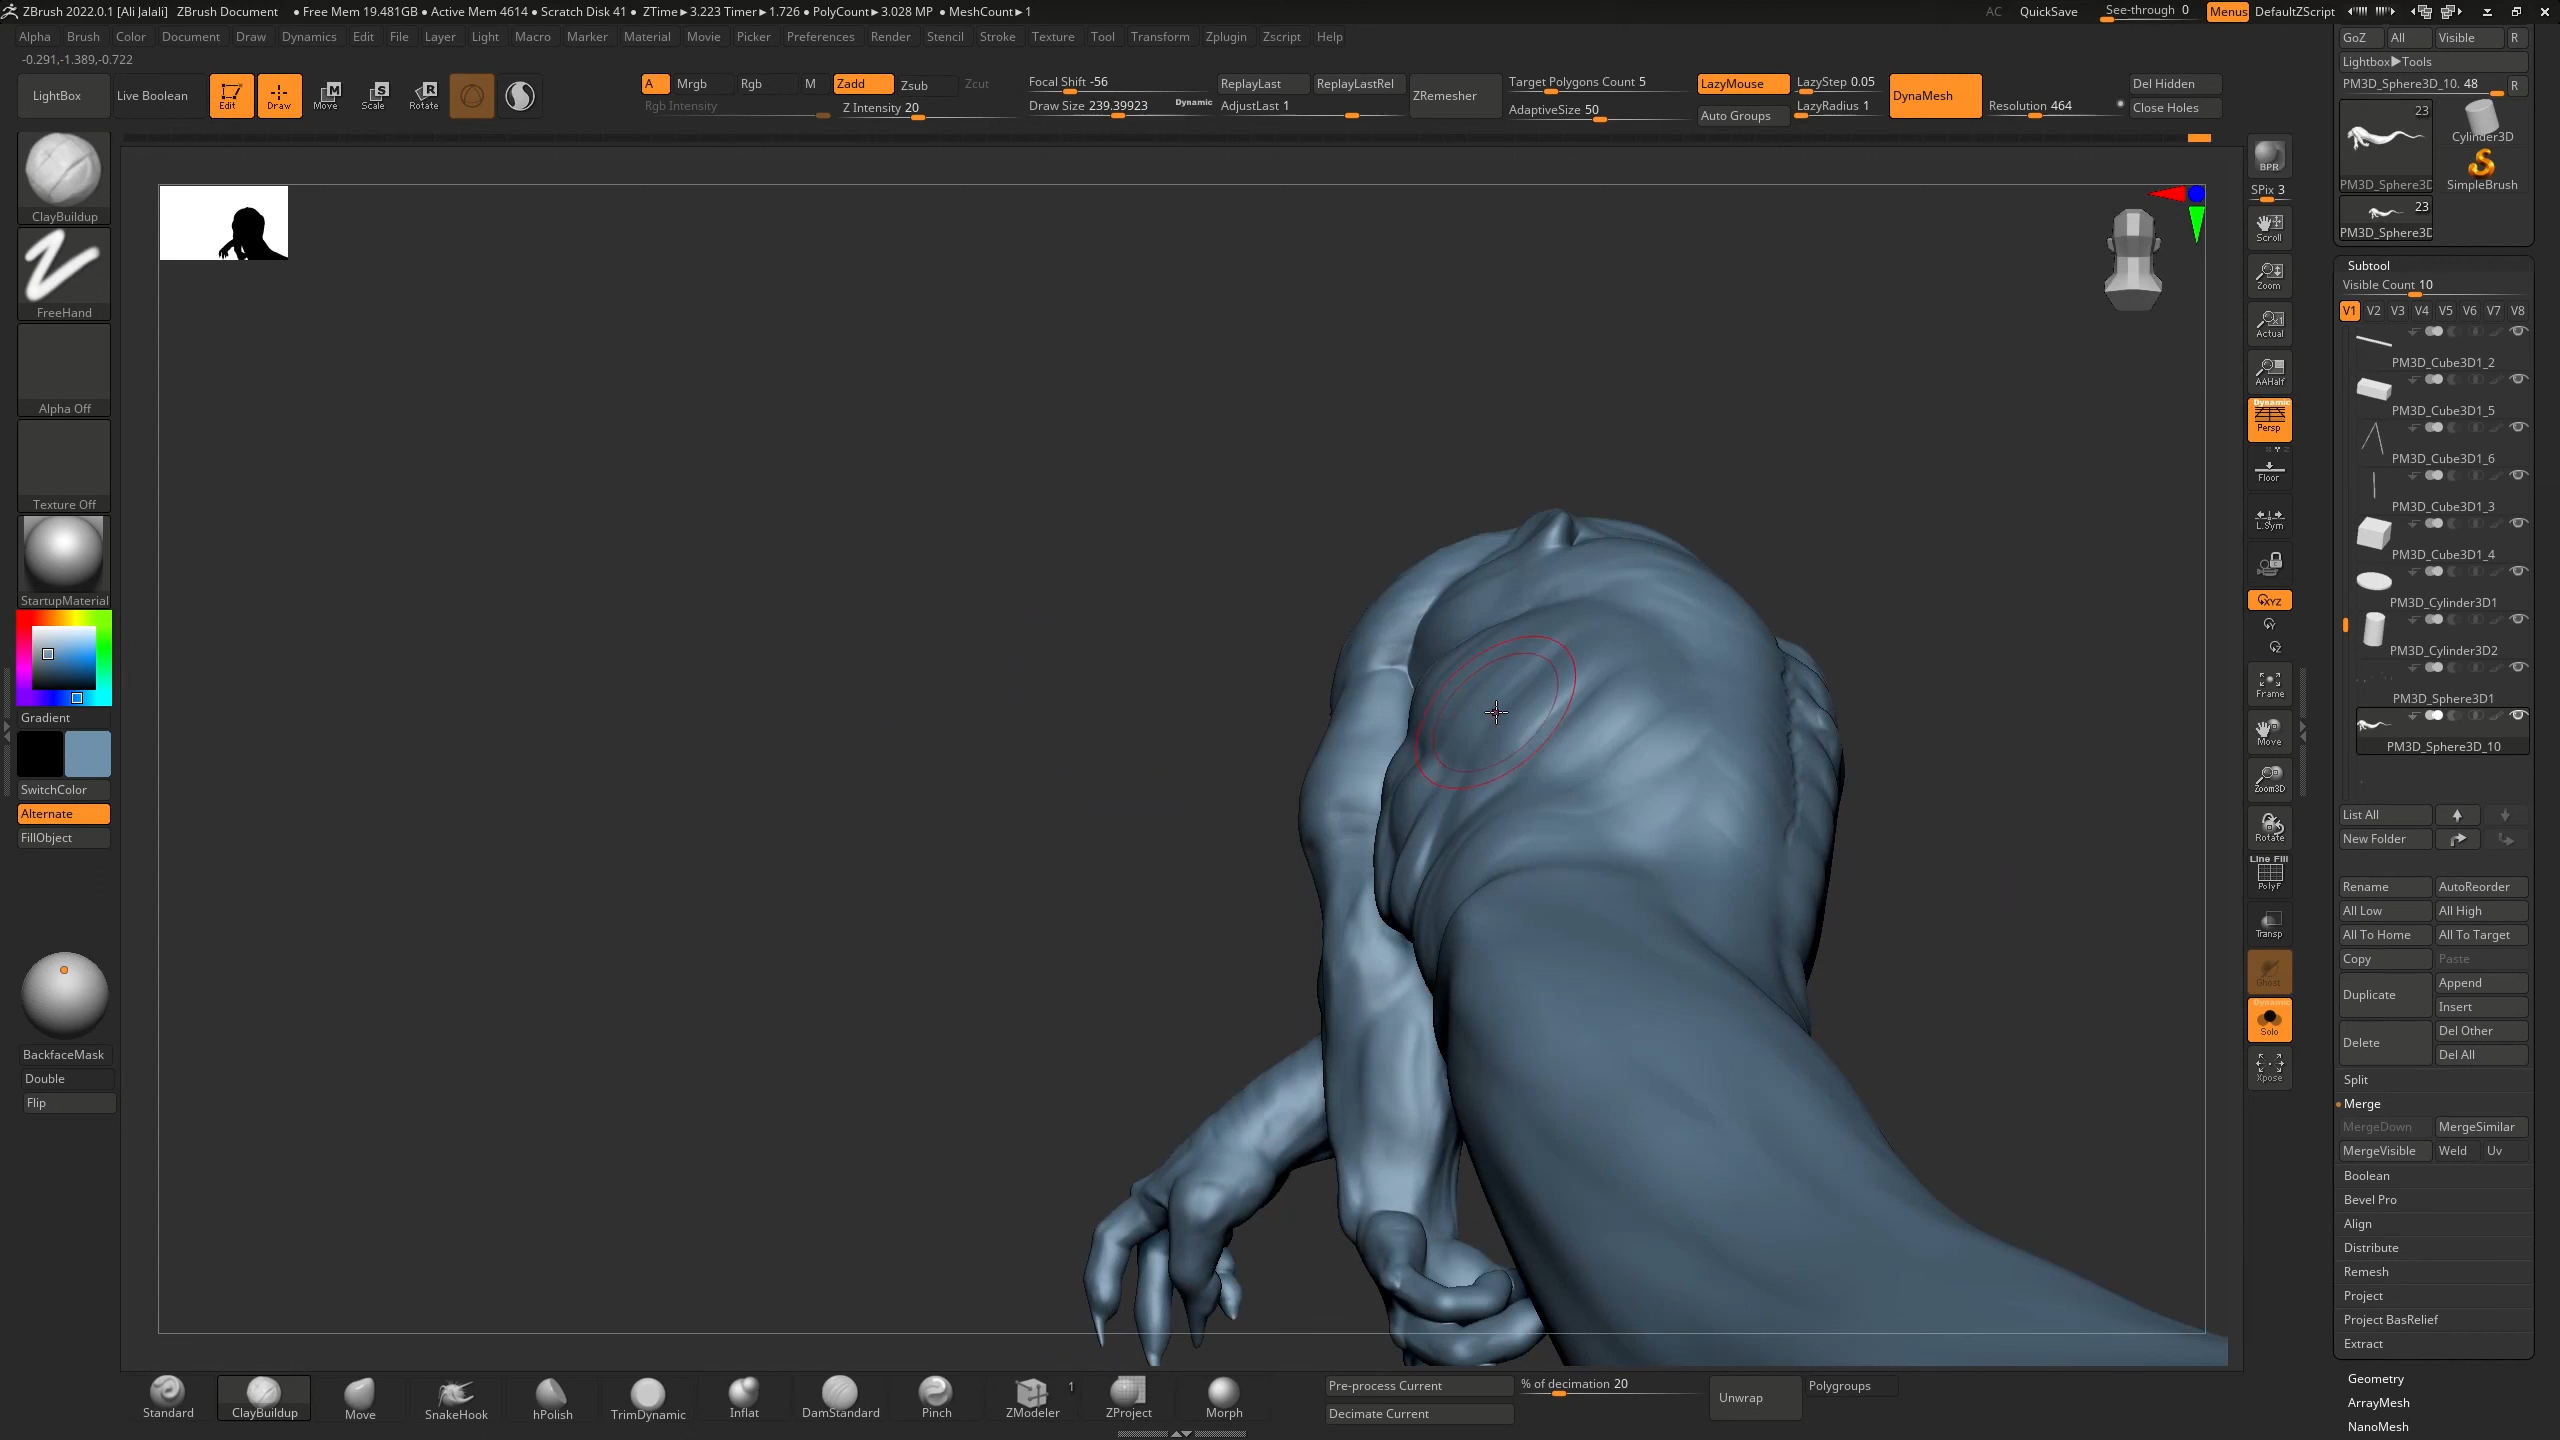 ZBrush 2022.0.1 [Ali Jalali] ZBrush Document ● Free Mem 19.481GB ● Active Mem 4614 ● Scratch Disk 41 ● ZTime►3.223 Timer►1.726 ● PolyCount►3.028 MP ● MeshCount►1 AC QuickSave See-through 0 Menus DefaultZScript
Alpha Brush Color Document Draw Dynamics Edit File Layer Light Macro Marker Material Movie Picker Preferences Render Stencil Stroke Texture Tool Transform Zplugin Zscript Help
-0.291,-1.389,-0.722
LightBox Live Boolean Edit Draw Move Scale Rotate
A Mrgb Rgb M Zadd Zsub Zcut
Rgb Intensity Z Intensity 20
Focal Shift -56
Draw Size 239.39923 Dynamic
ReplayLast ReplayLastRel
AdjustLast 1
ZRemesher
Target Polygons Count 5
AdaptiveSize 50
LazyMouse LazyStep 0.05
Auto Groups LazyRadius 1
DynaMesh
Resolution 464
Del Hidden
Close Holes
ClayBuildup
FreeHand
Alpha Off
Texture Off
StartupMaterial
Gradient
SwitchColor
Alternate
FillObject
BackfaceMask
Double
Flip
BPR
SPix 3
Scroll
Zoom
Actual
AAHalf
Dynamic
Persp
Floor
L.Sym
XYZ
Frame
Move
Zoom3D
Rotate
Line Fill
PolyF
Transp
Ghost
Dynamic
Solo
Xpose
GoZ All Visible R
Lightbox►Tools
PM3D_Sphere3D_10. 48 R
23
Cylinder3D
PM3D_Sphere3D SimpleBrush
23
PM3D_Sphere3D
Subtool
Visible Count 10
V1 V2 V3 V4 V5 V6 V7 V8
PM3D_Cube3D1_2
PM3D_Cube3D1_5
PM3D_Cube3D1_6
PM3D_Cube3D1_3
PM3D_Cube3D1_4
PM3D_Cylinder3D1
PM3D_Cylinder3D2
PM3D_Sphere3D1
PM3D_Sphere3D_10
List All
New Folder
Rename AutoReorder
All Low All High
All To Home All To Target
Copy Paste
Duplicate Append
Insert
Delete Del Other
Del All
Split
Merge
MergeDown MergeSimilar
MergeVisible Weld Uv
Boolean
Bevel Pro
Align
Distribute
Remesh
Project
Project BasRelief
Extract
Geometry
ArrayMesh
NanoMesh
Standard ClayBuildup Move SnakeHook hPolish TrimDynamic Inflat DamStandard Pinch ZModeler 1 ZProject Morph
Pre-process Current % of decimation 20
Decimate Current
Unwrap Polygroups